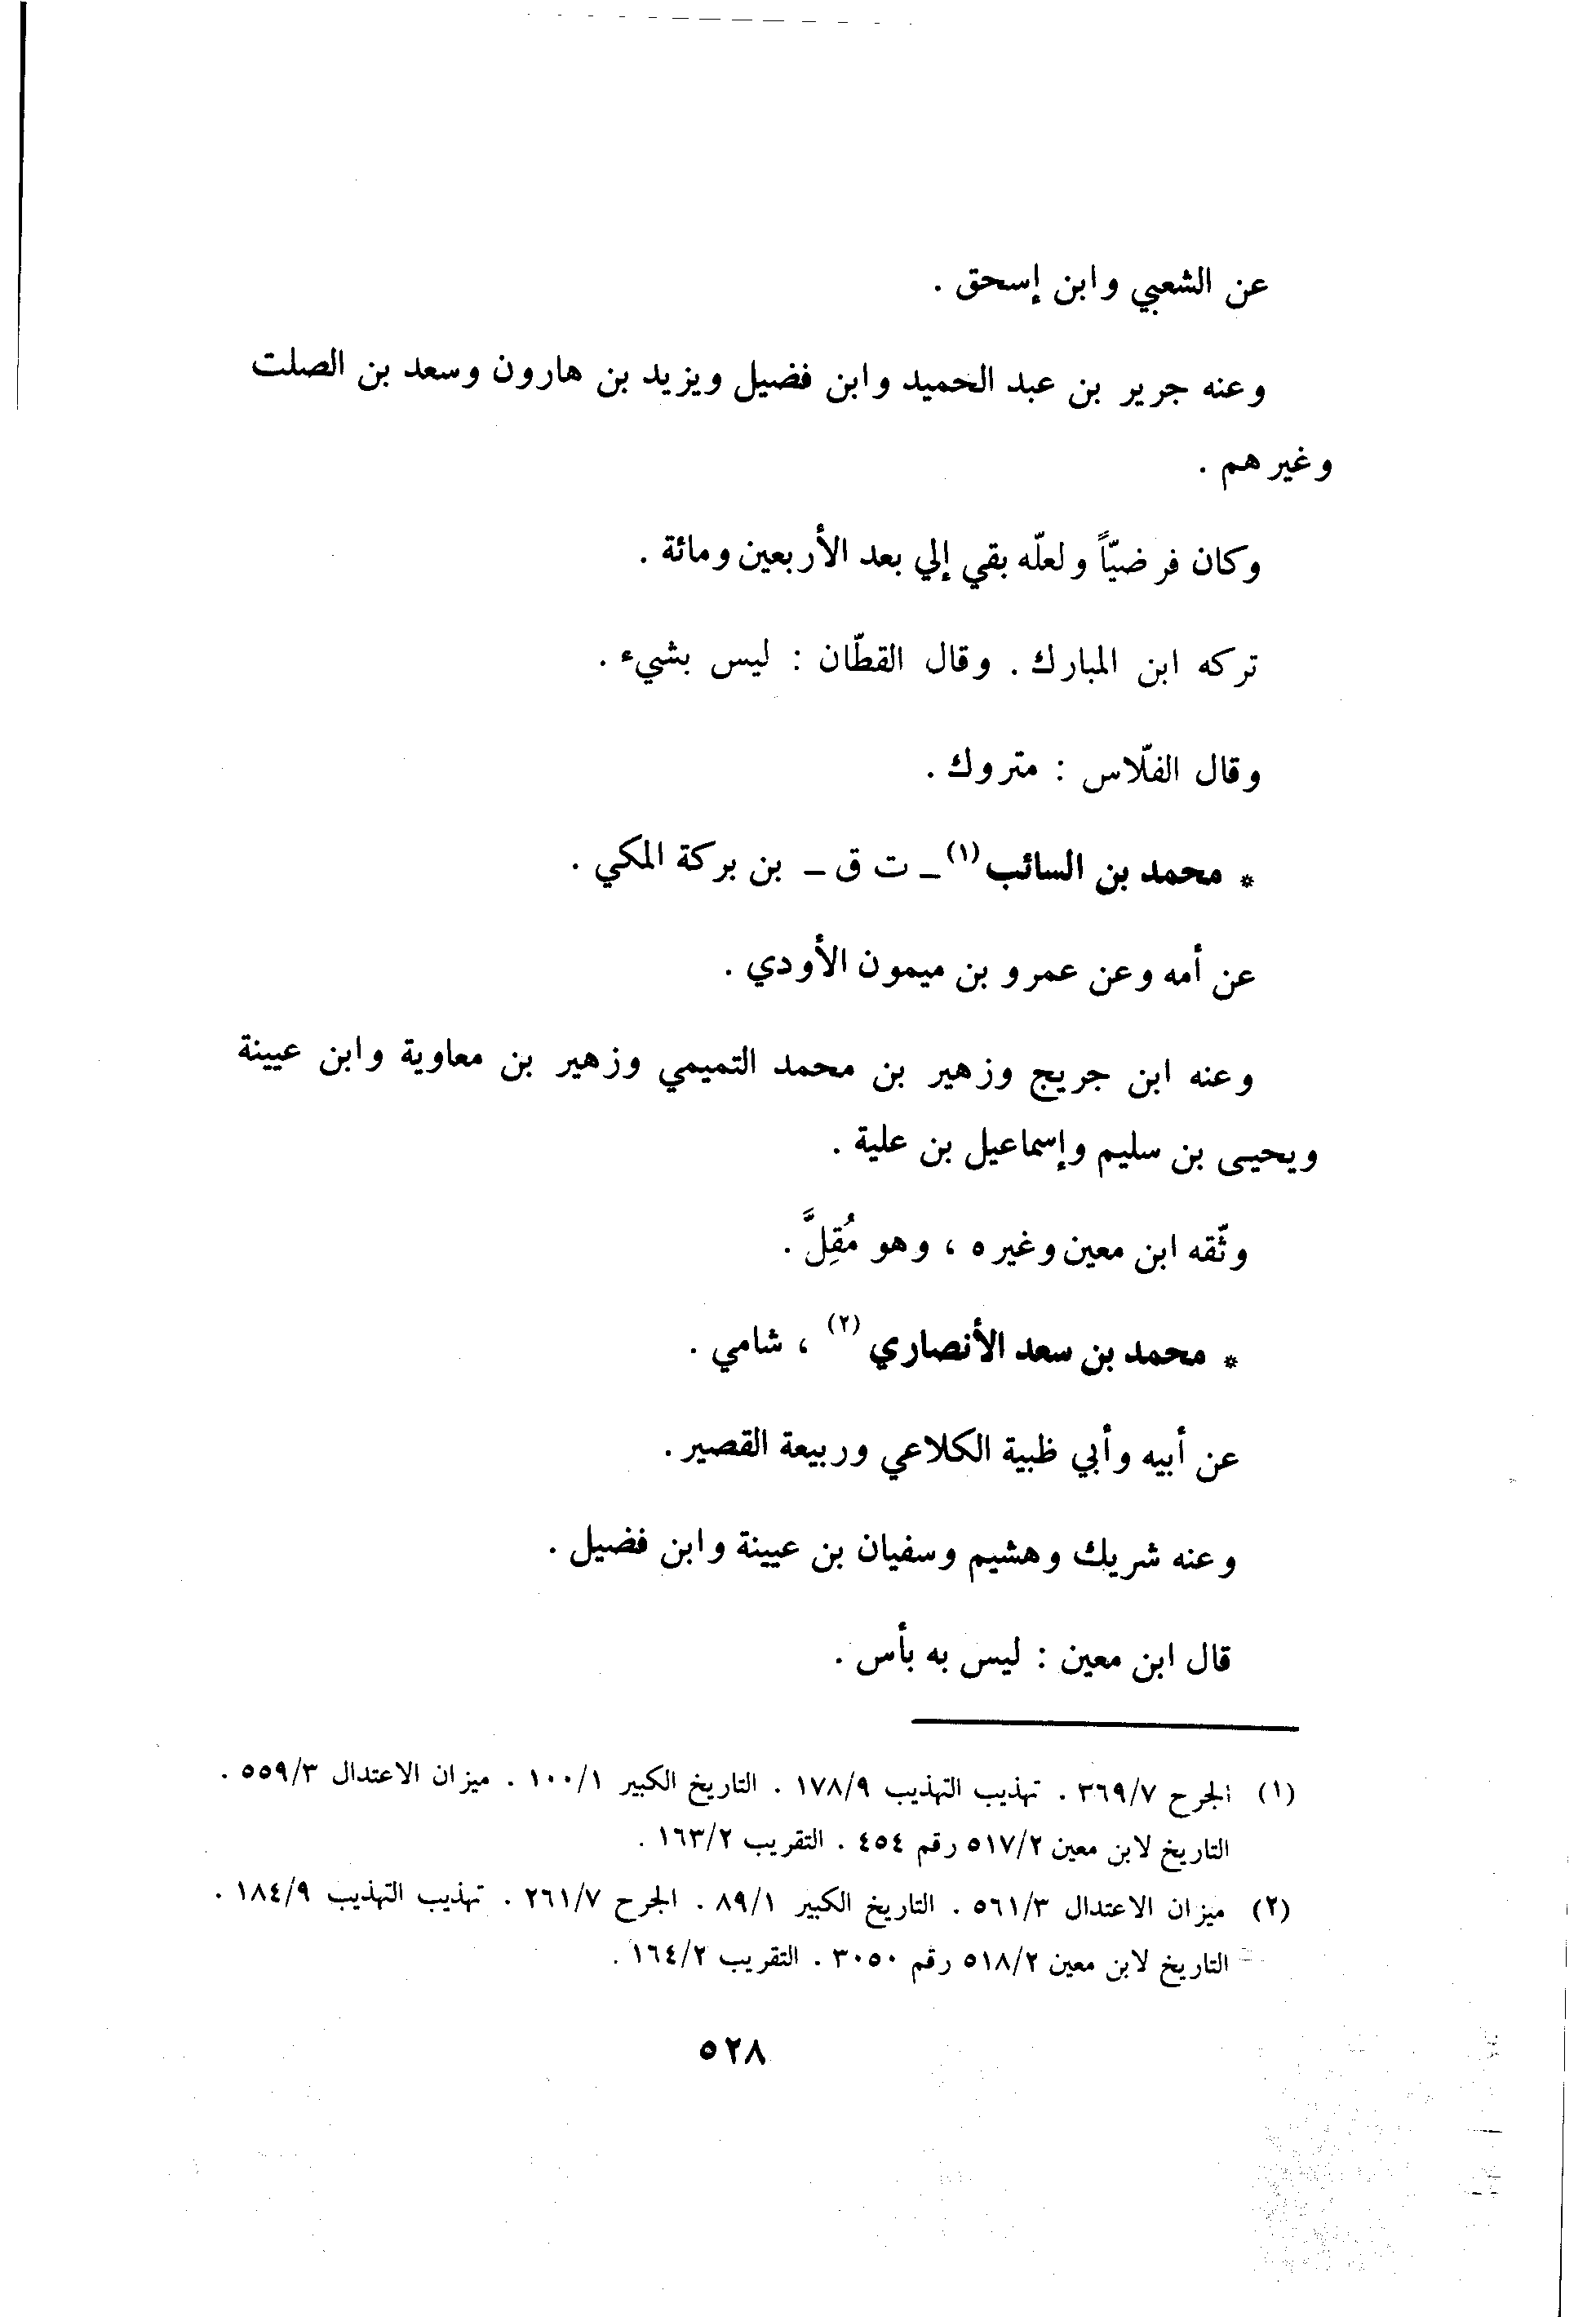 عن الشعبي وابن إسحق .
وعنه جرير بن عبد الحميد وابن فضيل ويزيد بن هارون وسعد بن الصلت
وغيرهم .
وكان فرضيّاً ولعلّه بقي إلي بعد الأربعين ومائة .
تركه ابن المبارك . وقال القطّان : ليس بشيء .
وقال الفلّاس : متروك .
* محمد بن السائب (١) ـ ت ق ـ بن بركة المكي .
عن أمه وعن عمرو بن ميمون الأودي .
وعنه ابن جريج وزهير بن محمد التميمي وزهير بن معاوية وابن عيينة
ويحيى بن سليم وإسماعيل بن علية .
وثّقه ابن معين وغيره ، وهو مُقِلَّ .
* محمد بن سعد الأنصاري (٢) ، شامي .
عن أبيه وأبي ظبية الكلاعي وربيعة القصير .
وعنه شريك وهشيم وسفيان بن عيينة وابن فضيل .
قال ابن معين : ليس به بأس .
(١) الجرح ٣٦٩/٧ . تهذيب التهذيب ١٧٨/٩ . التاريخ الكبير ١٠٠/١ . ميزان الاعتدال ٥٥٩/٣ .
التاريخ لابن معين ٥١٧/٢ رقم ٤٥٤ . التقريب ١٦٣/٢ .
(٢) ميزان الاعتدال ٥٦١/٣ . التاريخ الكبير ٨٩/١ . الجرح ٢٦١/٧ . تهذيب التهذيب ١٨٤/٩ .
التاريخ لابن معين ٥١٨/٢ رقم ٣٠٥٠ . التقريب ١٦٤/٢ .
٥٢٨